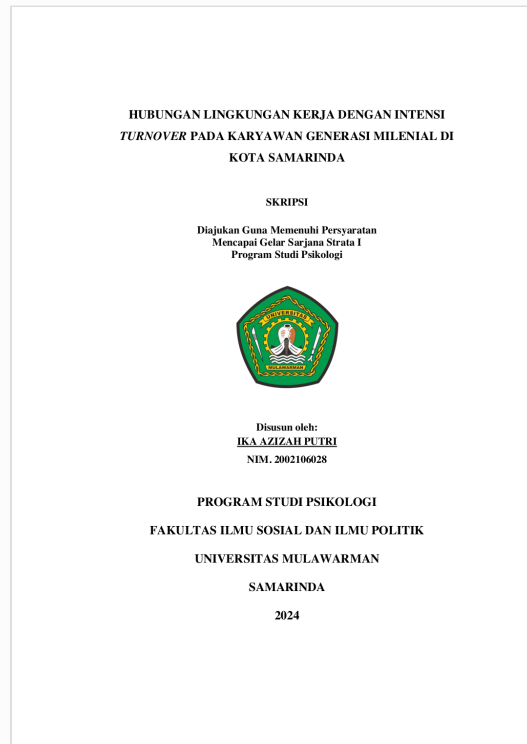 HUBUNGAN LINGKUNGAN KERJA DENGAN INTENSI
TURNOVER PADA KARYAWAN GENERASI MILENIAL DI
KOTA SAMARINDA
SKRIPSI
Diajukan Guna Memenuhi Persyaratan
Mencapai Gelar Sarjana Strata I
Program Studi Psikologi
UNIVERSITAS
MULAWARMAN
Disusun oleh:
IKA AZIZAH PUTRI
NIM. 2002106028
PROGRAM STUDI PSIKOLOGI
FAKULTAS ILMU SOSIAL DAN ILMU POLITIK
UNIVERSITAS MULAWARMAN
SAMARINDA
2024